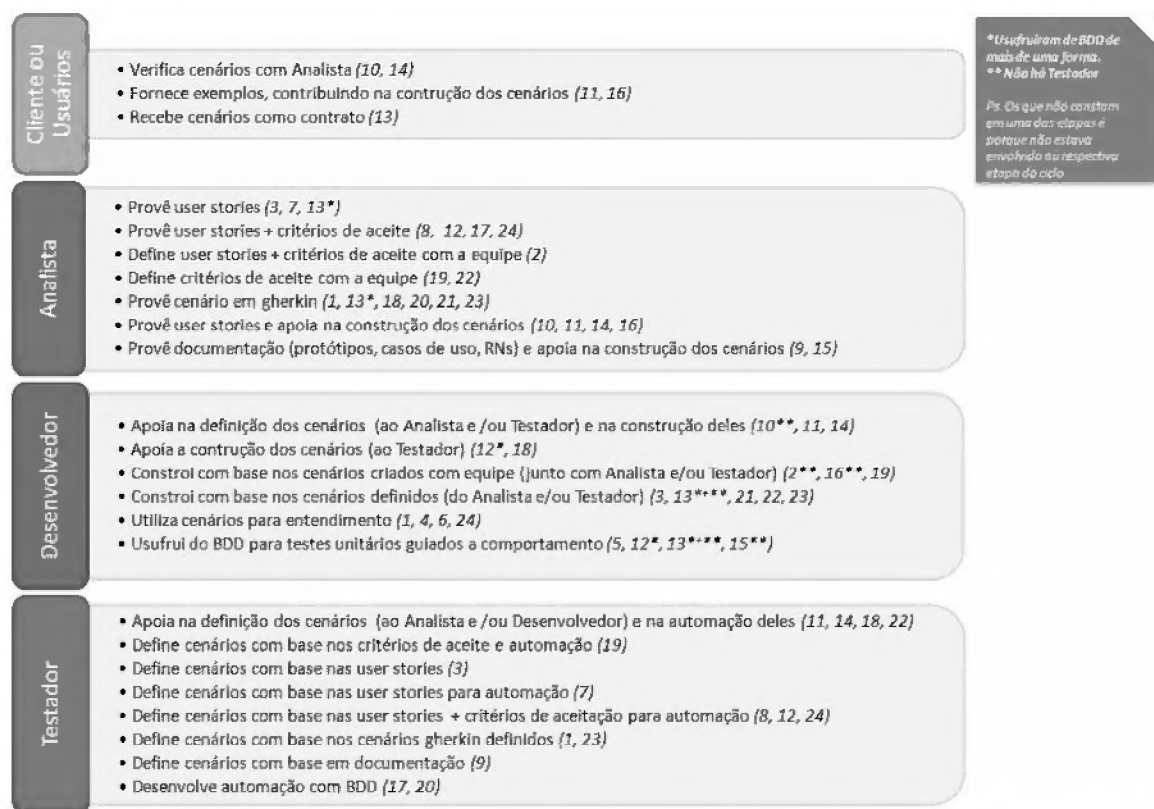 Cliente ou
Usuários
• Verifica cenários com Analista (10, 14)
• Fornece exemplos, contribuindo na contrução dos cenários (11, 16)
• Recebe cenários como contrato (13)
*Usufruiram de BDD de
mais de uma forma.
** Não há Testador
Ps. Os que não constam
em uma das etapas é
porque não estava
envolvido na respectiva
etapa do ciclo
Analista
• Provê user stories (3, 7, 13*)
• Provê user stories + critérios de aceite (8, 12, 17, 24)
• Define user stories + critérios de aceite com a equipe (2)
• Define critérios de aceite com a equipe (19, 22)
• Provê cenário em gherkin (1, 13*, 18, 20, 21, 23)
• Provê user stories e apoia na construção dos cenários (10, 11, 14, 16)
• Provê documentação (protótipos, casos de uso, RNs) e apoia na construção dos cenários (9, 15)
Desenvolvedor
• Apoia na definição dos cenários (ao Analista e /ou Testador) e na construção deles (10**, 11, 14)
• Apoia a contrução dos cenários (ao Testador) (12*, 18)
• Constroi com base nos cenários criados com equipe (junto com Analista e/ou Testador) (2**, 16**, 19)
• Constroi com base nos cenários definidos (do Analista e/ou Testador) (3, 13*+**, 21, 22, 23)
• Utiliza cenários para entendimento (1, 4, 6, 24)
• Usufrui do BDD para testes unitários guiados a comportamento (5, 12*, 13*+**, 15**)
Testador
• Apoia na definição dos cenários (ao Analista e /ou Desenvolvedor) e na automação deles (11, 14, 18, 22)
• Define cenários com base nos critérios de aceite e automação (19)
• Define cenários com base nas user stories (3)
• Define cenários com base nas user stories para automação (7)
• Define cenários com base nas user stories + critérios de aceitação para automação (8, 12, 24)
• Define cenários com base nos cenários gherkin definidos (1, 23)
• Define cenários com base em documentação (9)
• Desenvolve automação com BDD (17, 20)